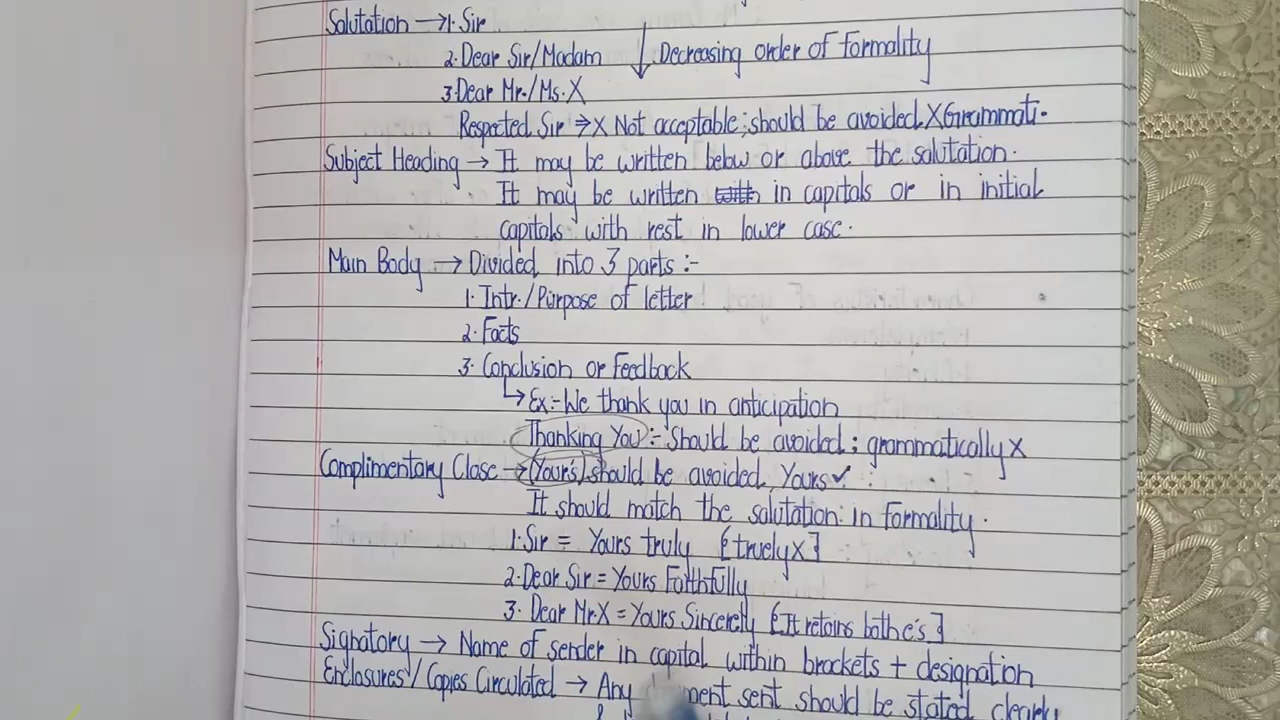 Salutation → 1. Sir
2. Dear Sir/Madam ↓ Decreasing order of formality
3. Dear Mr./Ms. X
Respected Sir ⇒ X Not acceptable; should be avoided X Grammati.
Subject Heading → It may be written below or above the salutation.
It may be written in capitals or in initial
capitals with rest in lower case.
Main Body → Divided into 3 parts :-
1. Intr./Purpose of letter
2. Facts
3. Conclusion or Feedback
↳ Ex:- We thank you in anticipation
Thanking You :- Should be avoided; grammatically X
Complimentary Close → (Your's) should be avoided, Yours ✓
It should match the salutation in formality.
1. Sir = Yours truly [truely X]
2. Dear Sir = Yours Faithfully
3. Dear Mr. X = Yours Sincerely [It retains both e's]
Signatory → Name of sender in capital within brackets + designation
Enclosures / Copies Circulated → Any sent should be stated clearly